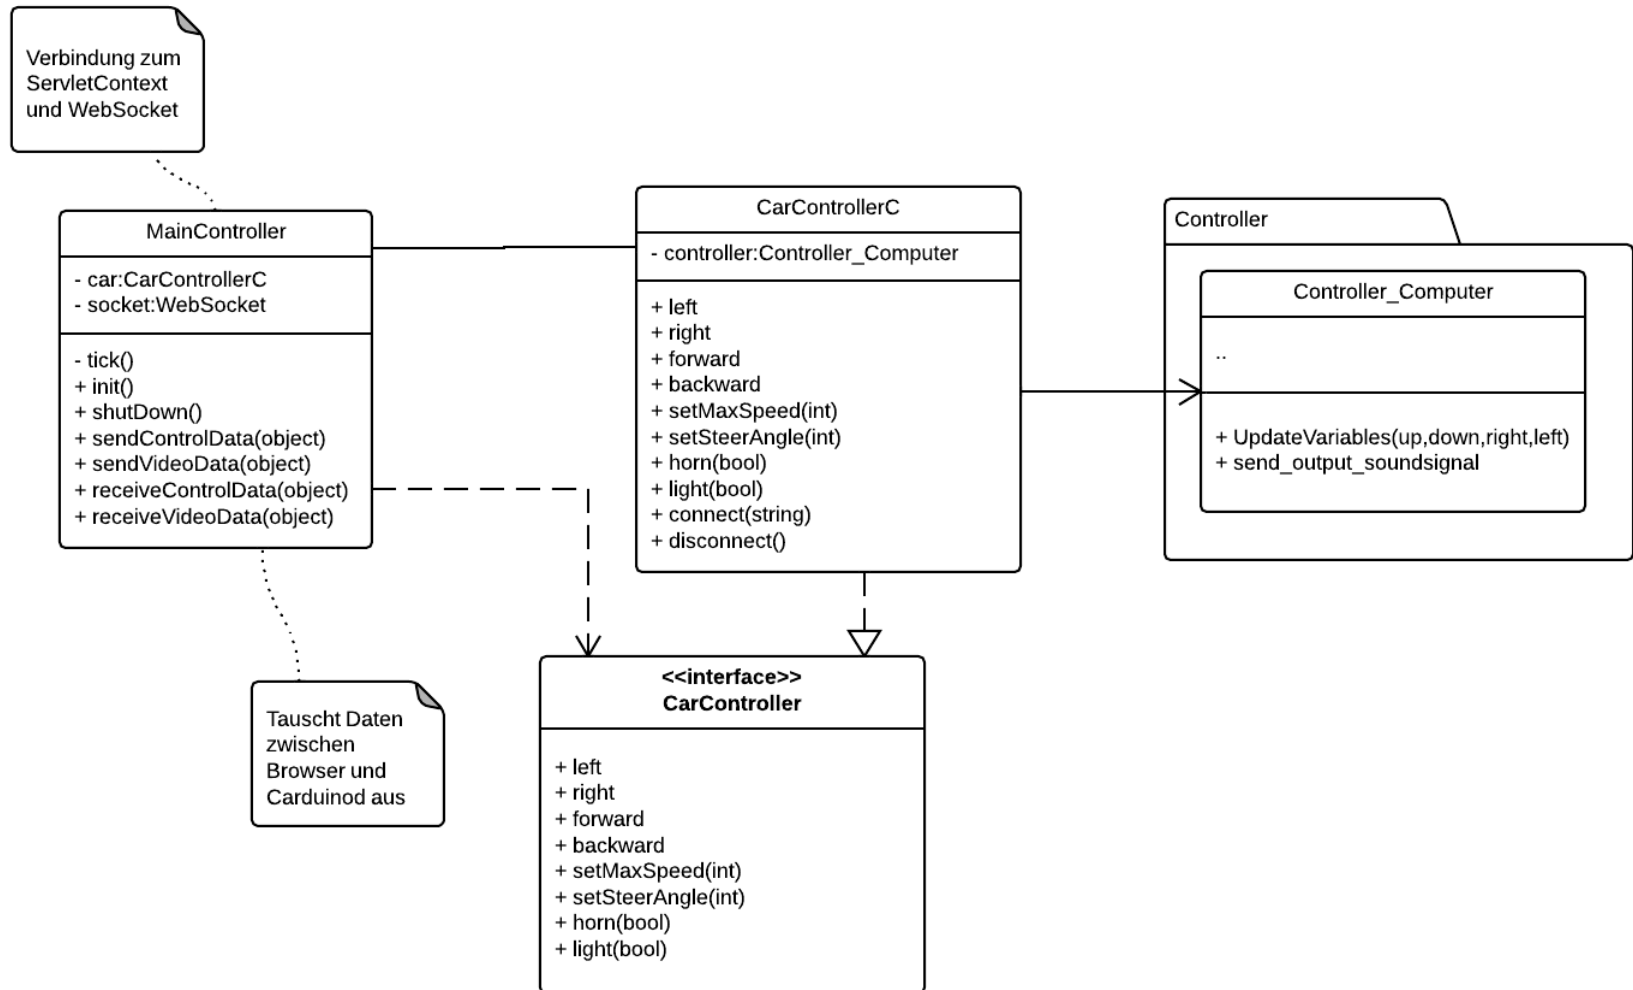 Verbindung zum
ServletContext
und WebSocket
MainController
- car:CarControllerC
- socket:WebSocket
- tick()
+ init()
+ shutDown()
+ sendControlData(object)
+ sendVideoData(object)
+ receiveControlData(object)
+ receiveVideoData(object)
CarControllerC
- controller:Controller_Computer
+ left
+ right
+ forward
+ backward
+ setMaxSpeed(int)
+ setSteerAngle(int)
+ horn(bool)
+ light(bool)
+ connect(string)
+ disconnect()
Controller
Controller_Computer
..
+ UpdateVariables(up,down,right,left)
+ send_output_soundsignal
Tauscht Daten
zwischen
Browser und
Carduinod aus
<<interface>>
CarController
+ left
+ right
+ forward
+ backward
+ setMaxSpeed(int)
+ setSteerAngle(int)
+ horn(bool)
+ light(bool)